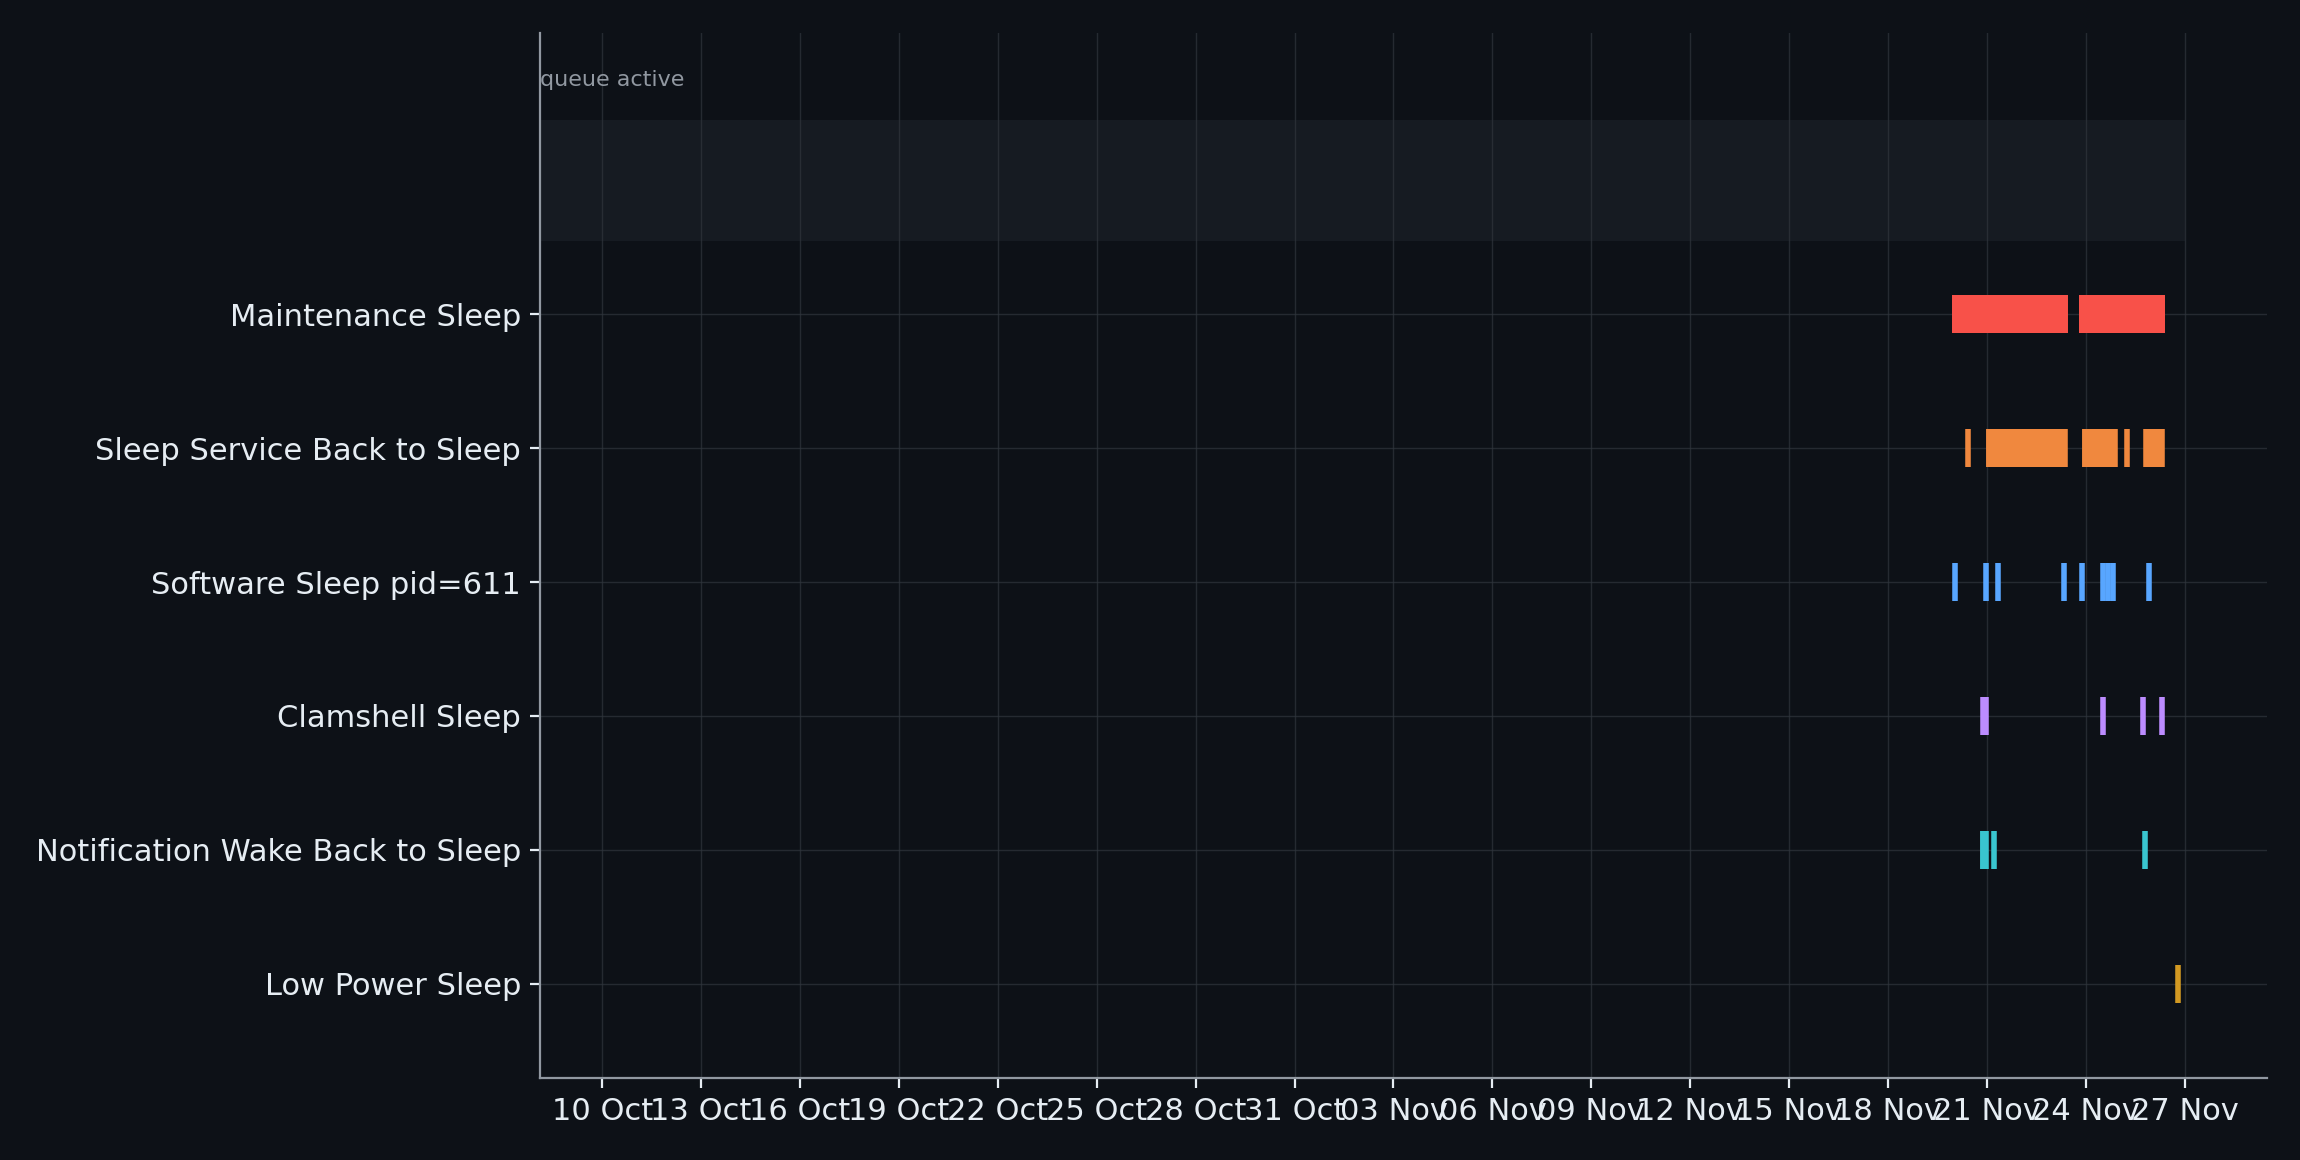 queue active
Maintenance Sleep
Sleep Service Back to Sleep
Software Sleep pid=611
Clamshell Sleep
Notification Wake Back to Sleep
Low Power Sleep
10 Oct 13 Oct 16 Oct 19 Oct 22 Oct 25 Oct 28 Oct 31 Oct 03 Nov 06 Nov 09 Nov 12 Nov 15 Nov 18 Nov 21 Nov 24 Nov 27 Nov